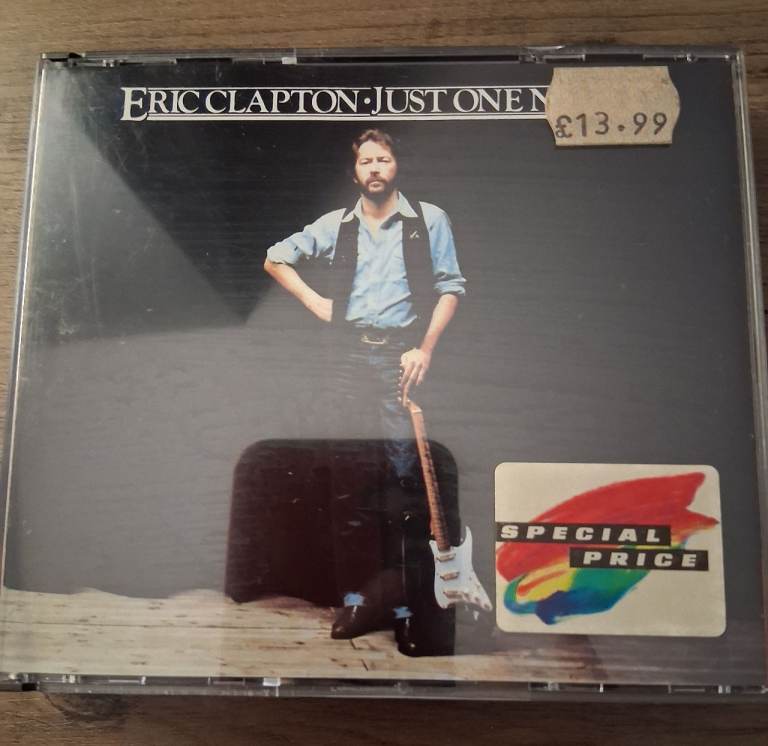 ERIC CLAPTON·JUST ONE N
£13.99
SPECIAL
PRICE